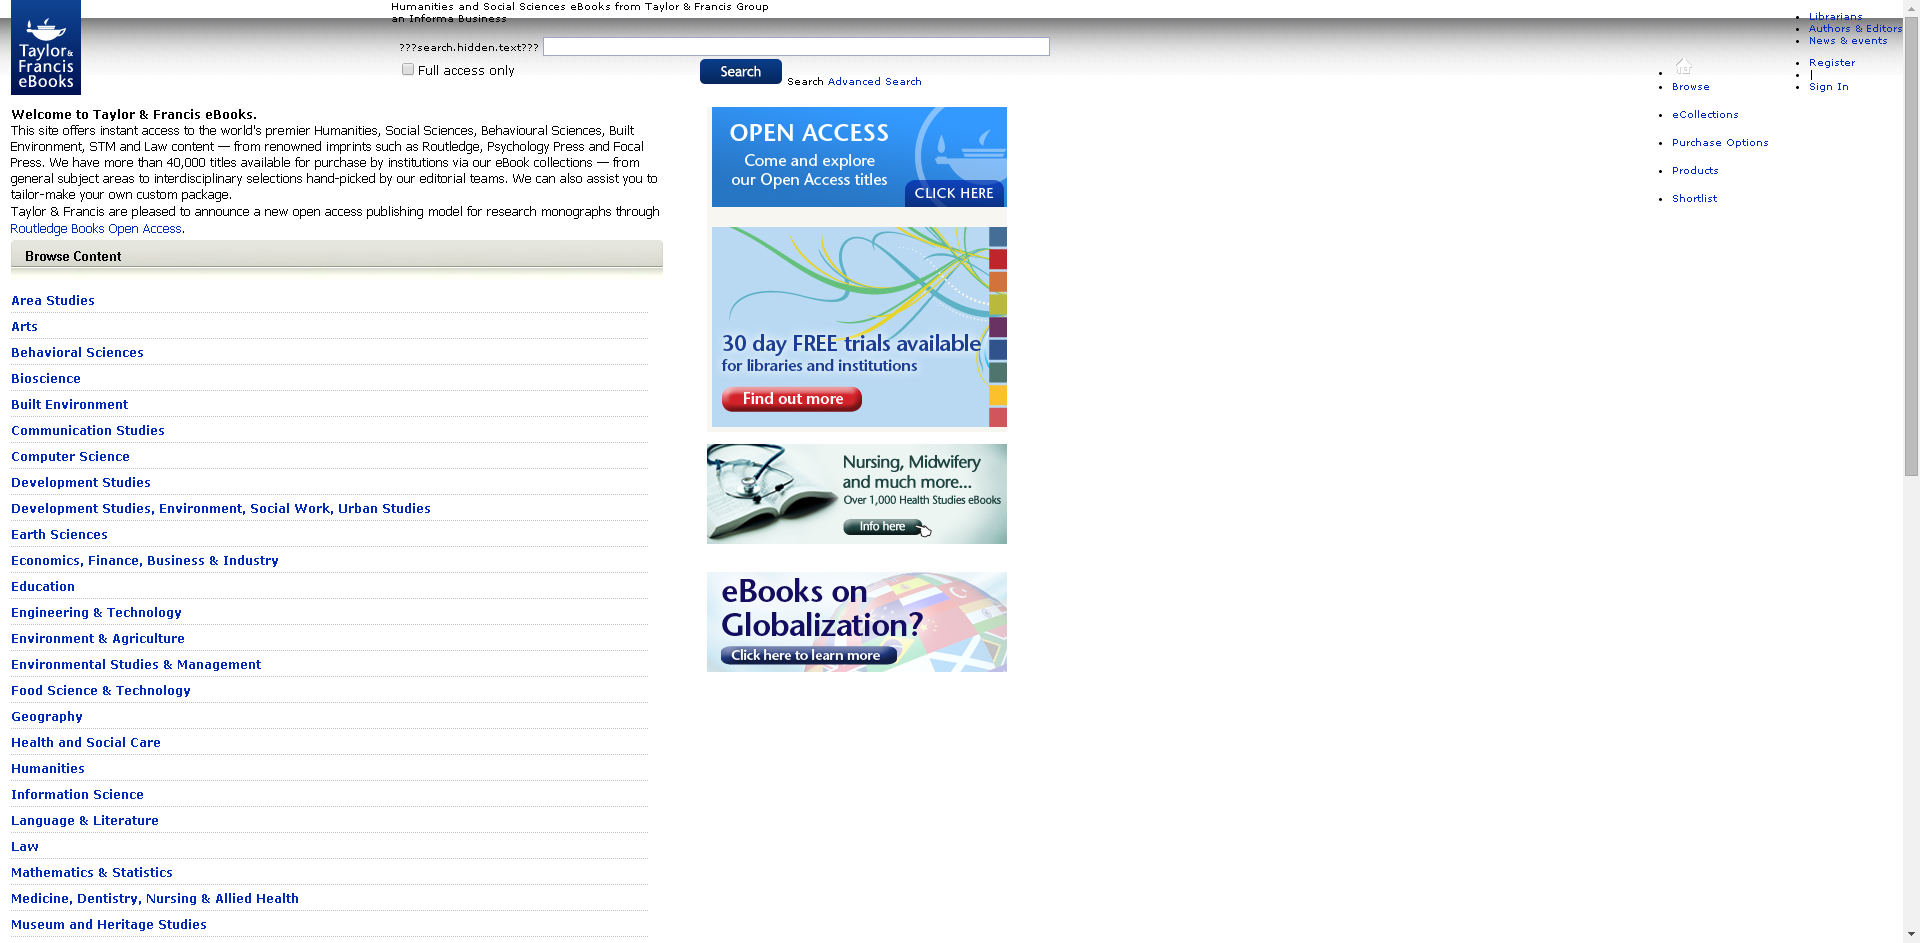 Taylor &
Francis
eBooks
Humanities and Social Sciences eBooks from Taylor & Francis Group
an Informa Business
???search.hidden.text???
Full access only
Search
Search Advanced Search
Librarians
Authors & Editors
News & events
Register
|
Sign In
Browse
eCollections
Purchase Options
Products
Shortlist
Welcome to Taylor & Francis eBooks.
This site offers instant access to the world's premier Humanities, Social Sciences, Behavioural Sciences, Built
Environment, STM and Law content — from renowned imprints such as Routledge, Psychology Press and Focal
Press. We have more than 40,000 titles available for purchase by institutions via our eBook collections — from
general subject areas to interdisciplinary selections hand-picked by our editorial teams. We can also assist you to
tailor-make your own custom package.
Taylor & Francis are pleased to announce a new open access publishing model for research monographs through
Routledge Books Open Access.
Browse Content
Area Studies
Arts
Behavioral Sciences
Bioscience
Built Environment
Communication Studies
Computer Science
Development Studies
Development Studies, Environment, Social Work, Urban Studies
Earth Sciences
Economics, Finance, Business & Industry
Education
Engineering & Technology
Environment & Agriculture
Environmental Studies & Management
Food Science & Technology
Geography
Health and Social Care
Humanities
Information Science
Language & Literature
Law
Mathematics & Statistics
Medicine, Dentistry, Nursing & Allied Health
Museum and Heritage Studies
OPEN ACCESS
Come and explore
our Open Access titles
CLICK HERE
30 day FREE trials available
for libraries and institutions
Find out more
Nursing, Midwifery
and much more...
Over 1,000 Health Studies eBooks
Info here
eBooks on
Globalization?
Click here to learn more